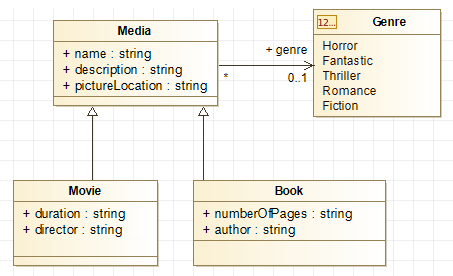 Media
+ name : string
+ description : string
+ pictureLocation : string
+ genre
*
0..1
12...
Genre
Horror
Fantastic
Thriller
Romance
Fiction
Movie
+ duration : string
+ director : string
Book
+ numberOfPages : string
+ author : string